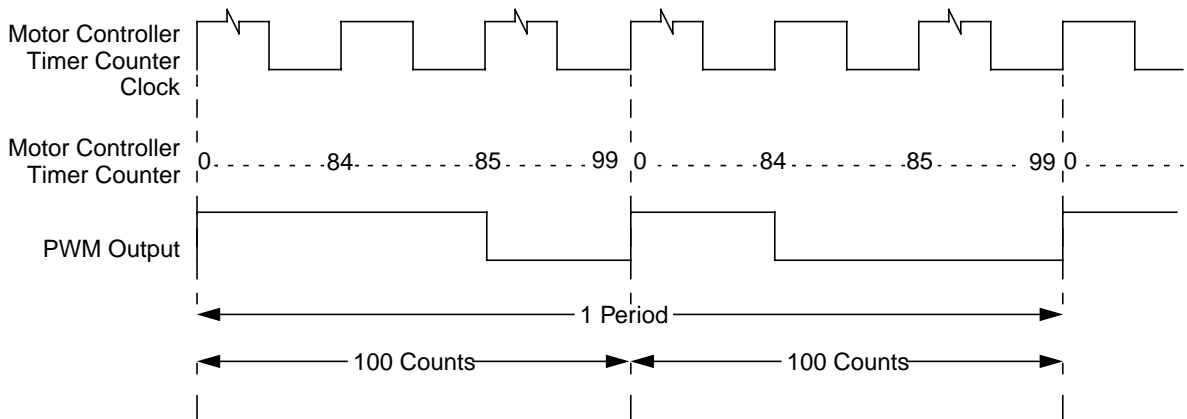 Motor Controller
Timer Counter
Clock
Motor Controller
Timer Counter
0 84 85 99 0 84 85 99 0
PWM Output
1 Period
100 Counts 100 Counts